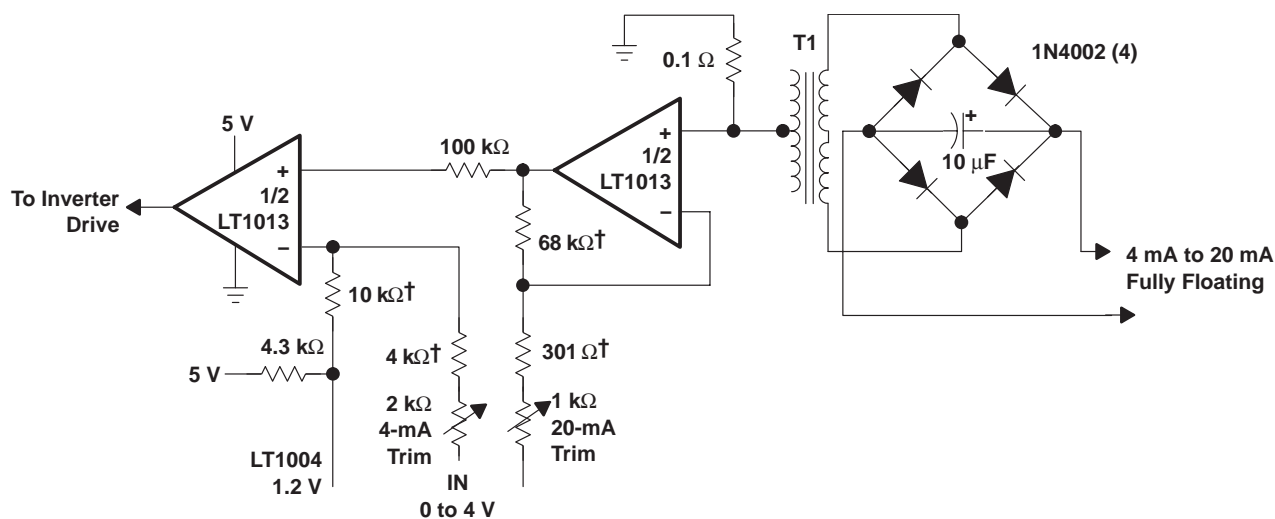 T1
1N4002 (4)
0.1 Ω
5 V
100 kΩ
+
1/2
LT1013
−
+
1/2
LT1013
−
+
10 μF
To Inverter
Drive
68 kΩ†
4 mA to 20 mA
Fully Floating
10 kΩ†
4.3 kΩ
5 V
4 kΩ†
301 Ω†
2 kΩ
4-mA
Trim
1 kΩ
20-mA
Trim
LT1004
1.2 V
IN
0 to 4 V